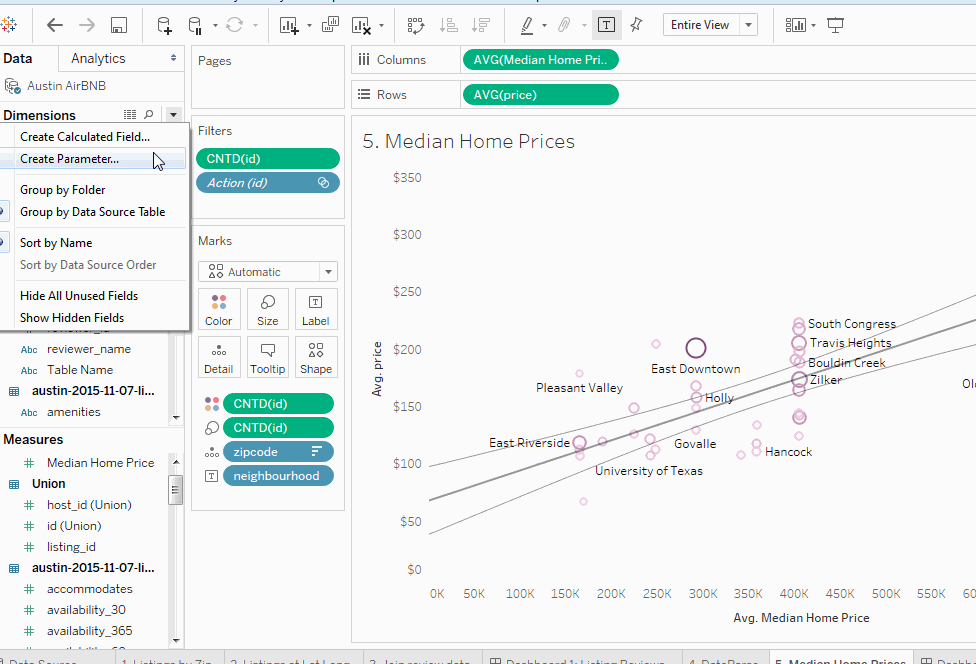 Entire View
Data
Analytics
Austin AirBNB
Dimensions
Create Calculated Field...
Create Parameter...
Group by Folder
Group by Data Source Table
Sort by Name
Sort by Data Source Order
Hide All Unused Fields
Show Hidden Fields
Abc reviewer_name
Abc Table Name
austin-2015-11-07-li...
Abc amenities
Measures
# Median Home Price
Union
# host_id (Union)
# id (Union)
# listing_id
austin-2015-11-07-li...
# accommodates
# availability_30
# availability_365
Pages
Filters
CNTD(id)
Action (id)
Marks
Automatic
Color
Size
Label
Detail
Tooltip
Shape
CNTD(id)
CNTD(id)
zipcode
neighbourhood
Columns
AVG(Median Home Pri..
Rows
AVG(price)
5. Median Home Prices
$350
$300
$250
$200
$150
$100
$50
$0
Avg. price
South Congress
Travis Heights
East Downtown
Bouldin Creek
Pleasant Valley
Zilker
Ol
Holly
East Riverside
Govalle
Hancock
University of Texas
0K 50K 100K 150K 200K 250K 300K 350K 400K 450K 500K 550K 60
Avg. Median Home Price
Data Source
1. Listings by Zip
2. Listings at Lat Long
3. Join review data
Dashboard 1: Listing Reviews
4. DateParse
5. Median Home Prices